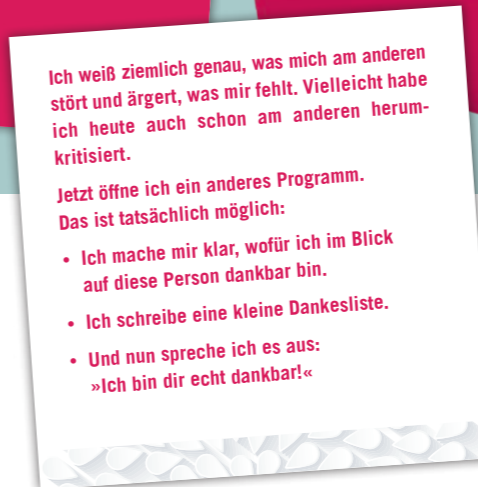 Ich weiß ziemlich genau, was mich am anderen
stört und ärgert, was mir fehlt. Vielleicht habe
ich heute auch schon am anderen herum-
kritisiert.
Jetzt öffne ich ein anderes Programm.
Das ist tatsächlich möglich:
• Ich mache mir klar, wofür ich im Blick
auf diese Person dankbar bin.
• Ich schreibe eine kleine Dankesliste.
• Und nun spreche ich es aus:
»Ich bin dir echt dankbar!«